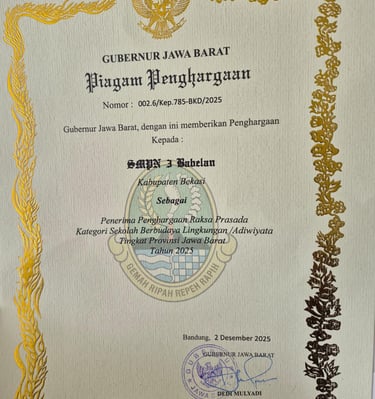 GUBERNUR JAWA BARAT
Piagam Penghargaan
Nomor : 002.6/Kep.785-BKD/2025
Gubernur Jawa Barat, dengan ini memberikan Penghargaan
Kepada :
SMPN 3 Babelan
Kabupaten Bekasi
Sebagai
Penerima Penghargaan Raksa Prasada
Kategori Sekolah Berbudaya Lingkungan /Adiwiyata
Tingkat Provinsi Jawa Barat
Tahun 2025
GEMAH RIPAH REPEH RAPIH
Bandung, 2 Desember 2025
GUBERNUR JAWA BARAT
DEDI MULYADI